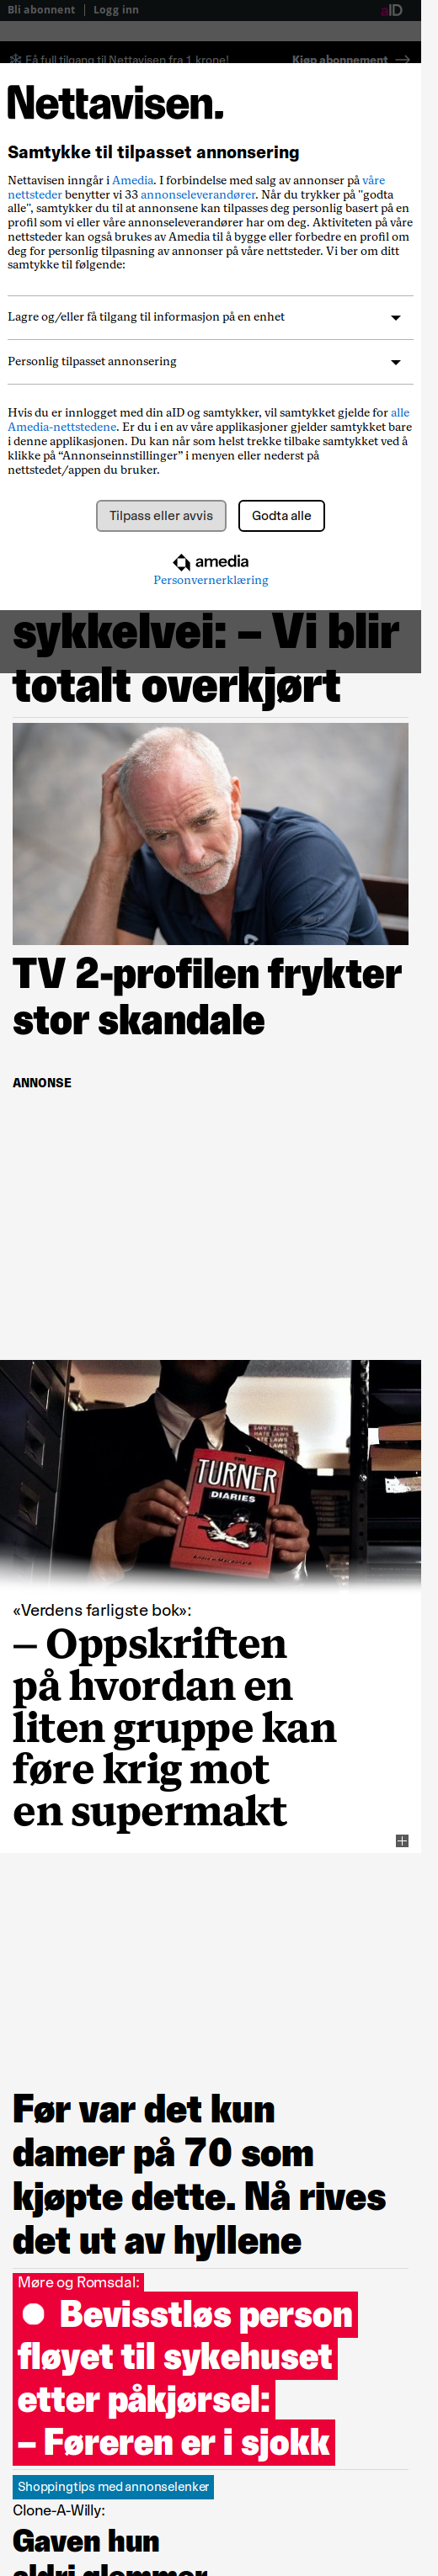 Bli abonnent | Logg inn
aID
Få full tilgang til Nettavisen fra 1 krone!
Kjøp abonnement →
Nettavisen.
Samtykke til tilpasset annonsering
Nettavisen inngår i Amedia. I forbindelse med salg av annonser på våre
nettsteder benytter vi 33 annonseleverandører. Når du trykker på "godta
alle", samtykker du til at annonsene kan tilpasses deg personlig basert på en
profil som vi eller våre annonseleverandører har om deg. Aktiviteten på våre
nettsteder kan også brukes av Amedia til å bygge eller forbedre en profil om
deg for personlig tilpasning av annonser på våre nettsteder. Vi ber om ditt
samtykke til følgende:
Lagre og/eller få tilgang til informasjon på en enhet
Personlig tilpasset annonsering
Hvis du er innlogget med din aID og samtykker, vil samtykket gjelde for alle
Amedia-nettstedene. Er du i en av våre applikasjoner gjelder samtykket bare
i denne applikasjonen. Du kan når som helst trekke tilbake samtykket ved å
klikke på “Annonseinnstillinger” i menyen eller nederst på
nettstedet/appen du bruker.
Tilpass eller avvis
Godta alle
amedia
Personvernerklæring
sykkelvei: – Vi blir
totalt overkjørt
TV 2-profilen frykter
stor skandale
ANNONSE
THE
TURNER
DIARIES
«Verdens farligste bok»:
– Oppskriften
på hvordan en
liten gruppe kan
føre krig mot
en supermakt
Før var det kun
damer på 70 som
kjøpte dette. Nå rives
det ut av hyllene
Møre og Romsdal:
Bevisstløs person
fløyet til sykehuset
etter påkjørsel:
– Føreren er i sjokk
Shoppingtips med annonselenker
Clone-A-Willy:
Gaven hun
aldri glemmer